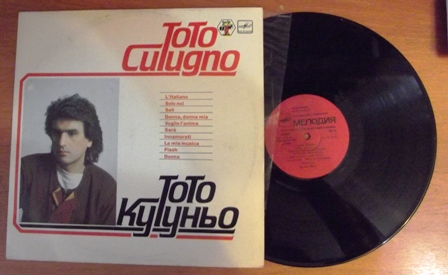 Toto
Cutugno
L'Italiano
Solo noi
Soli
Donna, donna mia
Voglio l'anima
Sarà
Innamorati
La mia musica
Flash
Donna
Тото
Кутуньо
МЕЛОДИЯ